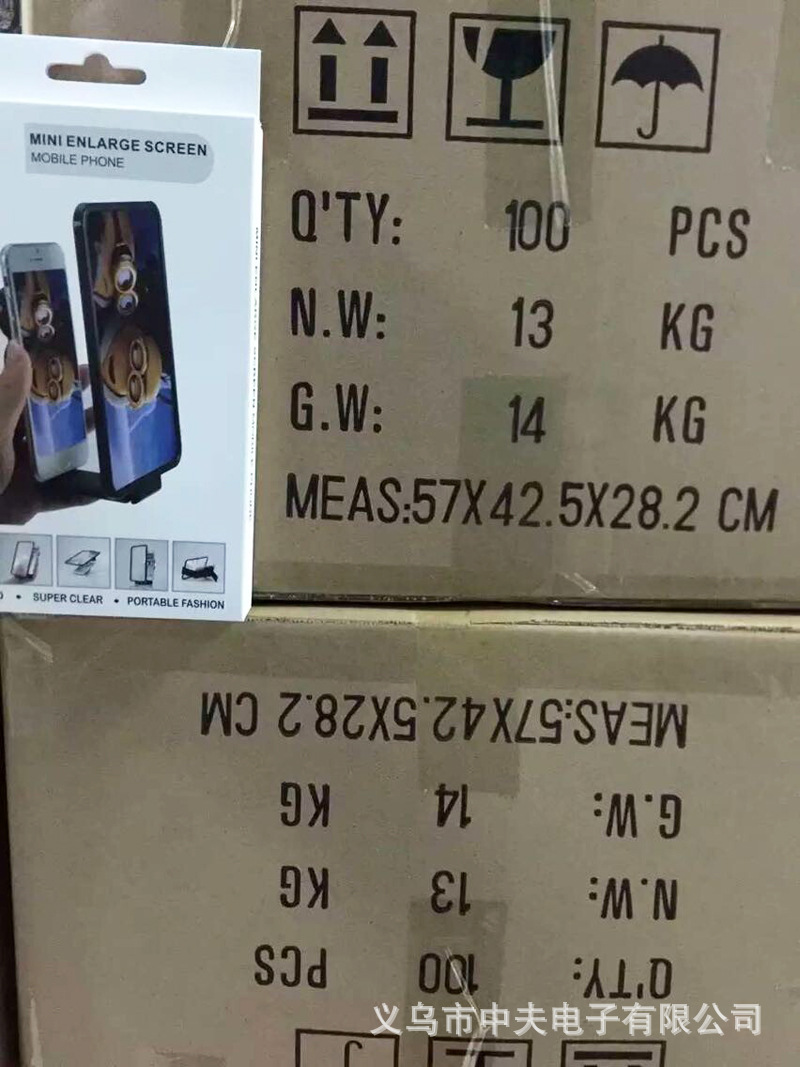 MINI ENLARGE SCREEN
MOBILE PHONE
• SUPER CLEAR • PORTABLE FASHION
Q'TY: 100 PCS
N.W: 13 KG
G.W: 14 KG
MEAS:57X42.5X28.2 CM
MEAS:57X42.5X28.2 CM
G.W: 14 KG
N.W: 13 KG
Q'TY: 100 PCS
义乌市中夫电子有限公司